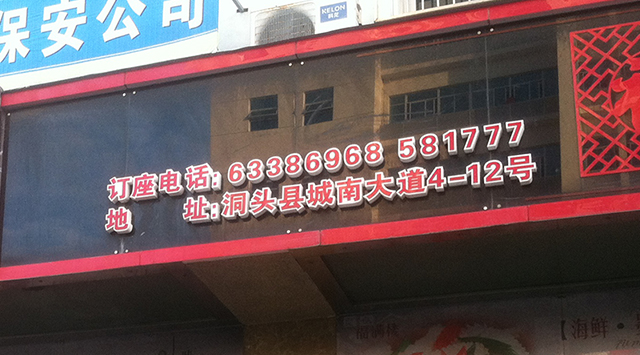 保安公司
KELON
订座电话: 63386968 581777
地 址: 洞头县城南大道4-12号
【海鲜·